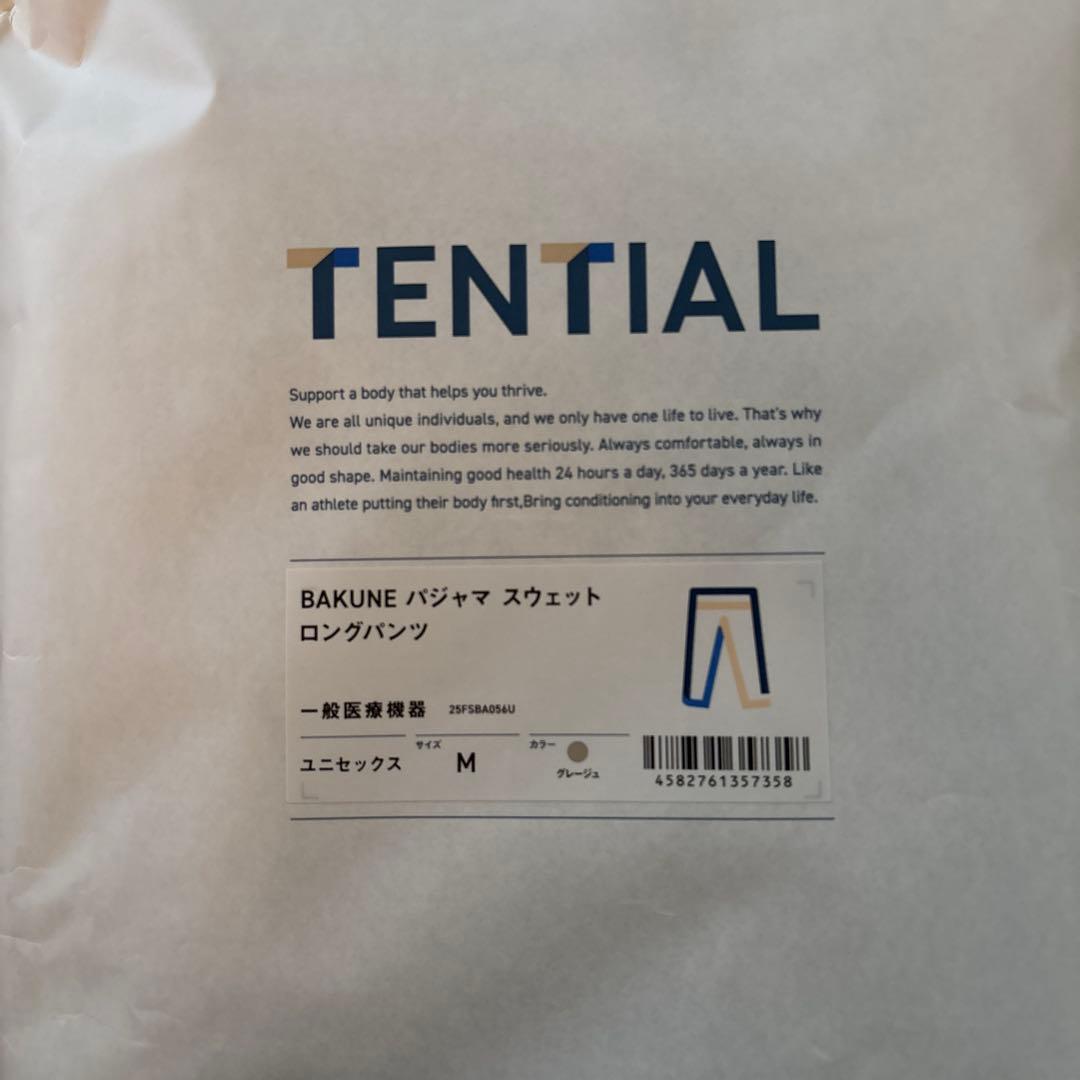 TENTIAL
Support a body that helps you thrive.
We are all unique individuals, and we only have one life to live. That's why
we should take our bodies more seriously. Always comfortable, always in
good shape. Maintaining good health 24 hours a day, 365 days a year. Like
an athlete putting their body first,Bring conditioning into your everyday life.
BAKUNE パジャマ スウェット
ロングパンツ
一般医療機器 25FSBA056U
ユニセックス サイズ M カラー グレージュ
4582761357358